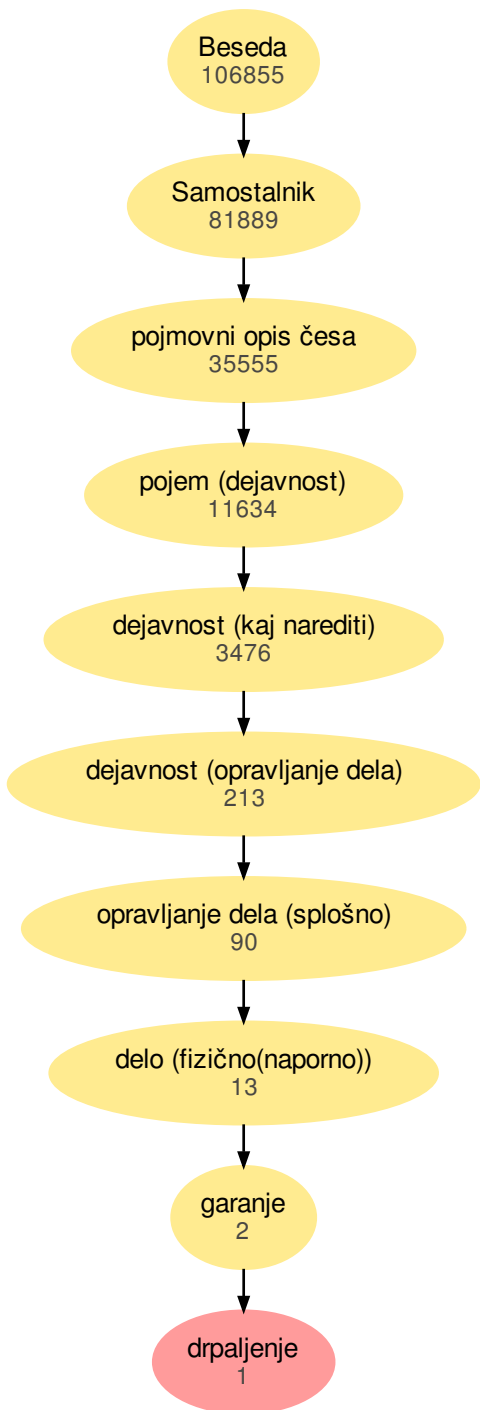 Beseda
106855
Samostalnik
81889
pojmovni opis česa
35555
pojem (dejavnost)
11634
dejavnost (kaj narediti)
3476
dejavnost (opravljanje dela)
213
opravljanje dela (splošno)
90
delo (fizično(naporno))
13
garanje
2
drpaljenje
1